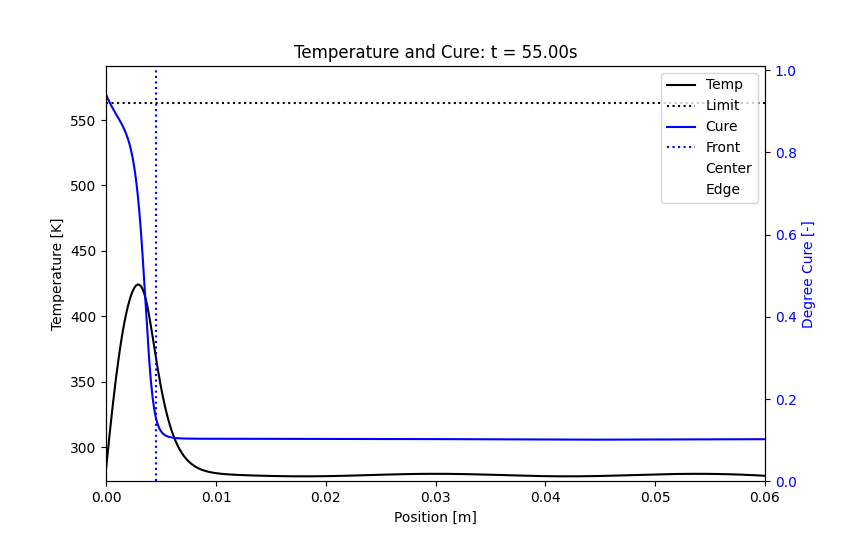 Temperature and Cure: t = 55.00s
Temp
Limit
Cure
Front
Center
Edge
550
500
450
400
350
300
Temperature [K]
1.0
0.8
0.6
0.4
0.2
0.0
Degree Cure [-]
0.00 0.01 0.02 0.03 0.04 0.05 0.06
Position [m]